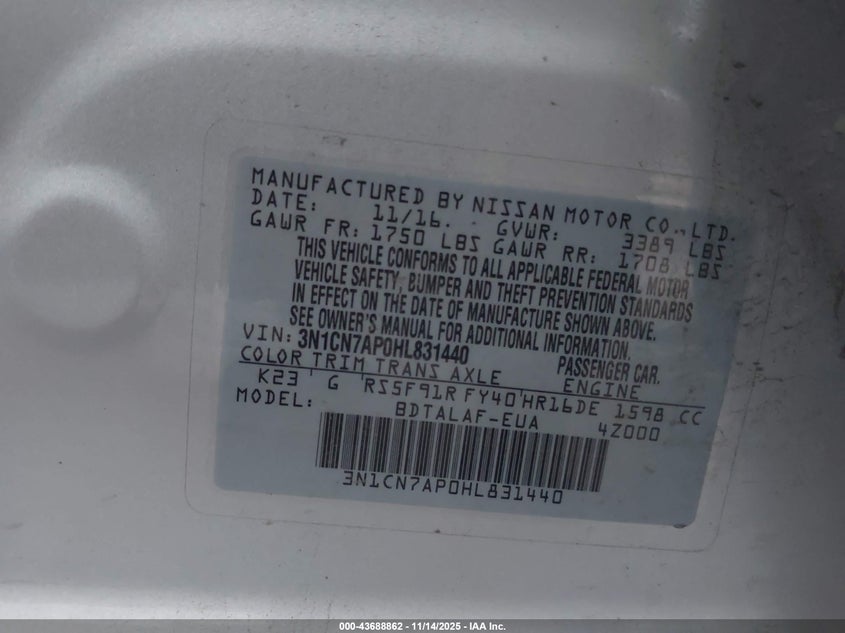 MANUFACTURED BY NISSAN MOTOR CO., LTD.
DATE: 11/16. GVWR: 3389 LBS
GAWR FR: 1750 LBS GAWR RR: 1708 LBS
THIS VEHICLE CONFORMS TO ALL APPLICABLE FEDERAL MOTOR
VEHICLE SAFETY, BUMPER AND THEFT PREVENTION STANDARDS
IN EFFECT ON THE DATE OF MANUFACTURE SHOWN ABOVE.
SEE OWNER'S MANUAL FOR ADDITIONAL INFORMATION.
VIN: 3N1CN7AP0HL831440 PASSENGER CAR.
COLOR TRIM TRANS AXLE ENGINE
K23 G RS5F91R FY40 HR16DE 1598 CC
MODEL: BDTALAF-EUA 4Z000
3N1CN7AP0HL831440
000-43688862 - 11/14/2025 - IAA Inc.